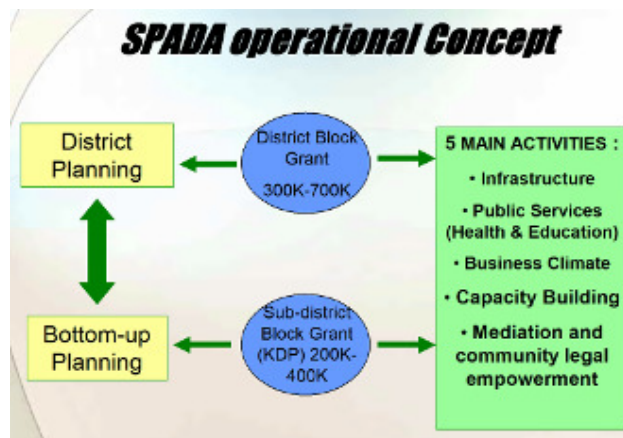 SPADA operational Concept
District
Planning
District Block
Grant
300K-700K
5 MAIN ACTIVITIES :
• Infrastructure
• Public Services
(Health & Education)
• Business Climate
• Capacity Building
• Mediation and
community legal
empowerment
Bottom-up
Planning
Sub-district
Block Grant
(KDP) 200K-
400K